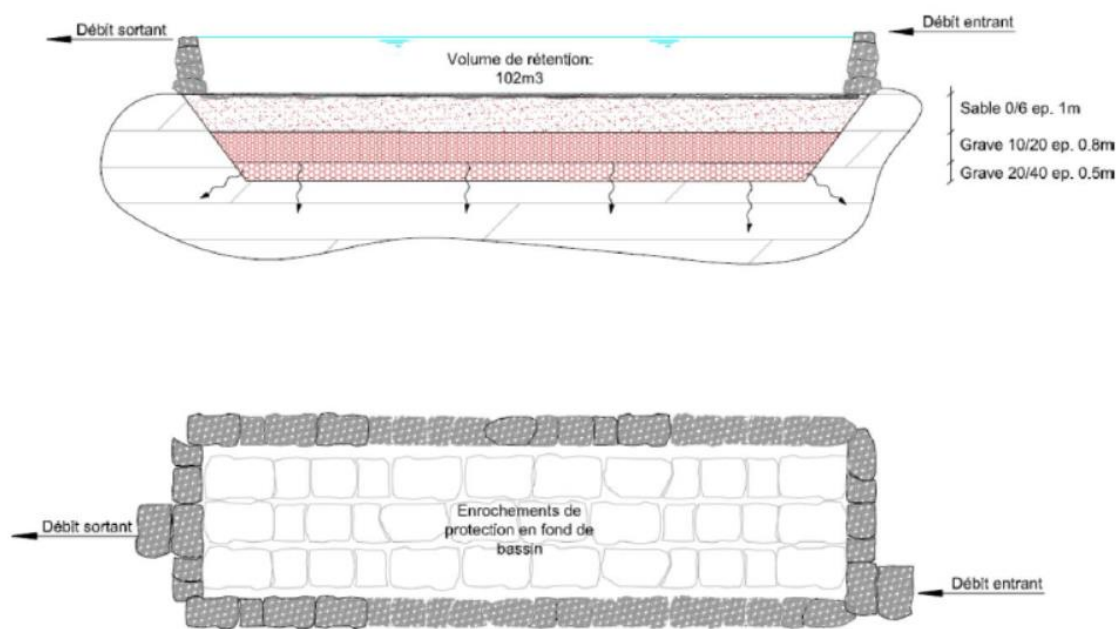 Débit sortant
Débit entrant
Volume de rétention:
102m3
Sable 0/6 ep. 1m
Grave 10/20 ep. 0.8m
Grave 20/40 ep. 0.5m
Débit sortant
Enrochements de
protection en fond de
bassin
Débit entrant